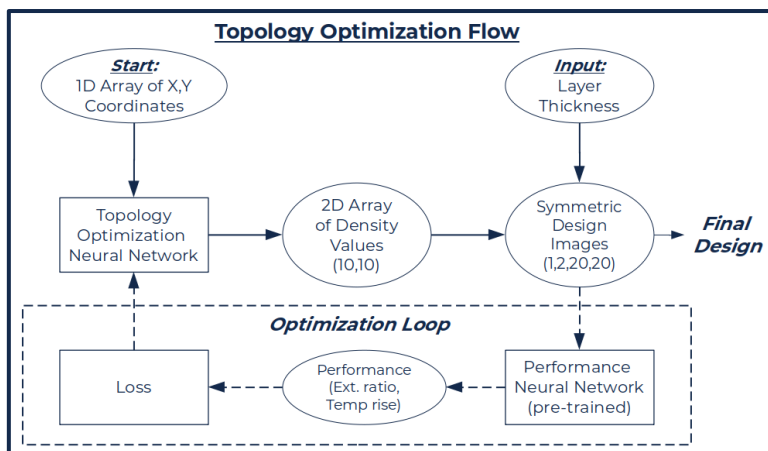 Topology Optimization Flow
Start:
1D Array of X,Y
Coordinates
Input:
Layer
Thickness
Topology
Optimization
Neural Network
2D Array
of Density
Values
(10,10)
Symmetric
Design
Images
(1,2,20,20)
Final
Design
Optimization Loop
Loss
Performance
(Ext. ratio,
Temp rise)
Performance
Neural Network
(pre-trained)